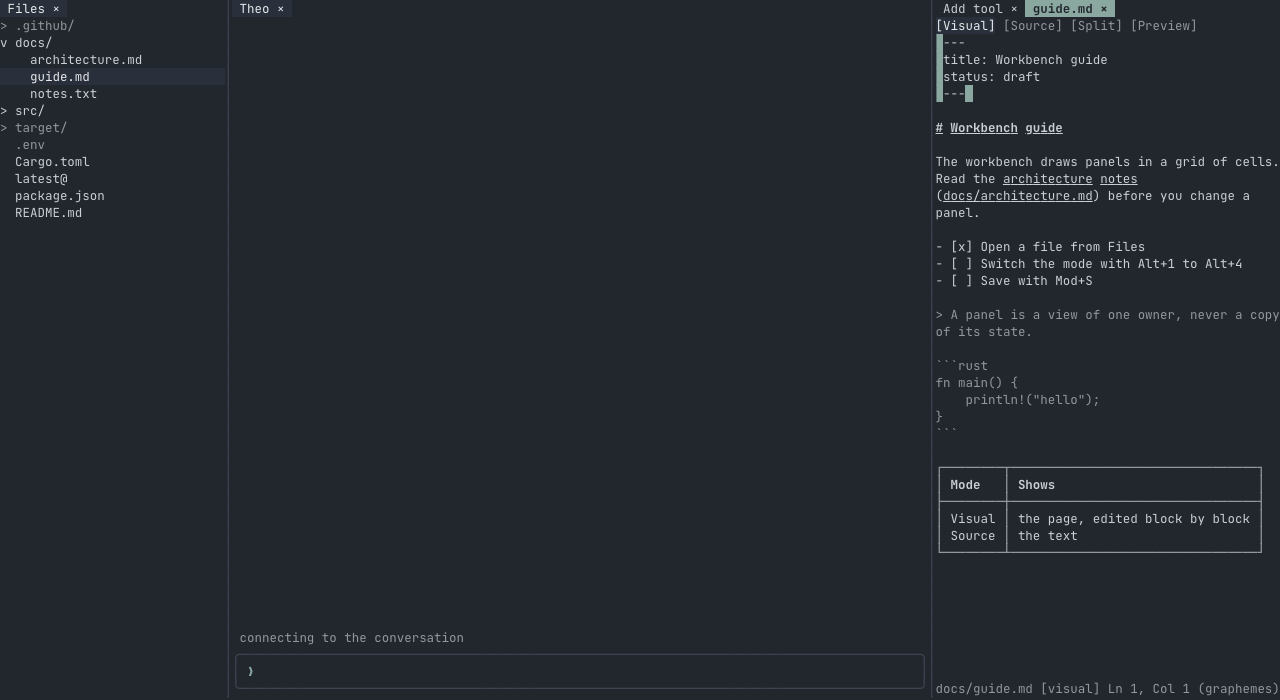 Files ×
> .github/
v docs/
architecture.md
guide.md
notes.txt
> src/
> target/
.env
Cargo.toml
latest@
package.json
README.md
Theo ×
connecting to the conversation
❯
Add tool × guide.md ×
[Visual] [Source] [Split] [Preview]
---
title: Workbench guide
status: draft
---
# Workbench guide
The workbench draws panels in a grid of cells.
Read the architecture notes
(docs/architecture.md) before you change a
panel.
- [x] Open a file from Files
- [ ] Switch the mode with Alt+1 to Alt+4
- [ ] Save with Mod+S
> A panel is a view of one owner, never a copy
of its state.
```rust
fn main() {
    println!("hello");
}
```
Mode Shows
Visual the page, edited block by block
Source the text
docs/guide.md [visual] Ln 1, Col 1 (graphemes)